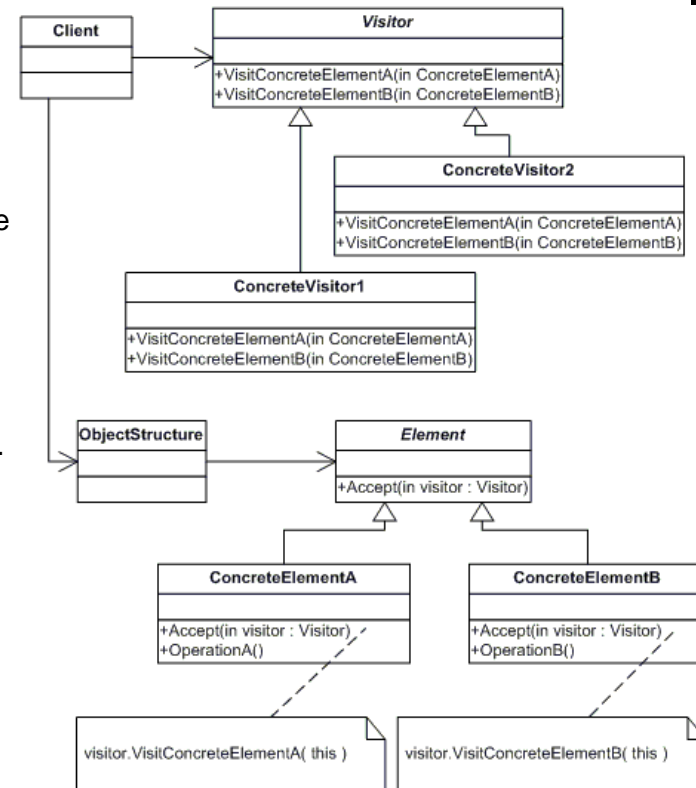 Client
Visitor
+VisitConcreteElementA(in ConcreteElementA)
+VisitConcreteElementB(in ConcreteElementB)
ConcreteVisitor2
+VisitConcreteElementA(in ConcreteElementA)
+VisitConcreteElementB(in ConcreteElementB)
e
ConcreteVisitor1
+VisitConcreteElementA(in ConcreteElementA)
+VisitConcreteElementB(in ConcreteElementB)
ObjectStructure
Element
+Accept(in visitor : Visitor)
.
ConcreteElementA
+Accept(in visitor : Visitor)
+OperationA()
ConcreteElementB
+Accept(in visitor : Visitor)
+OperationB()
visitor.VisitConcreteElementA( this )
visitor.VisitConcreteElementB( this )